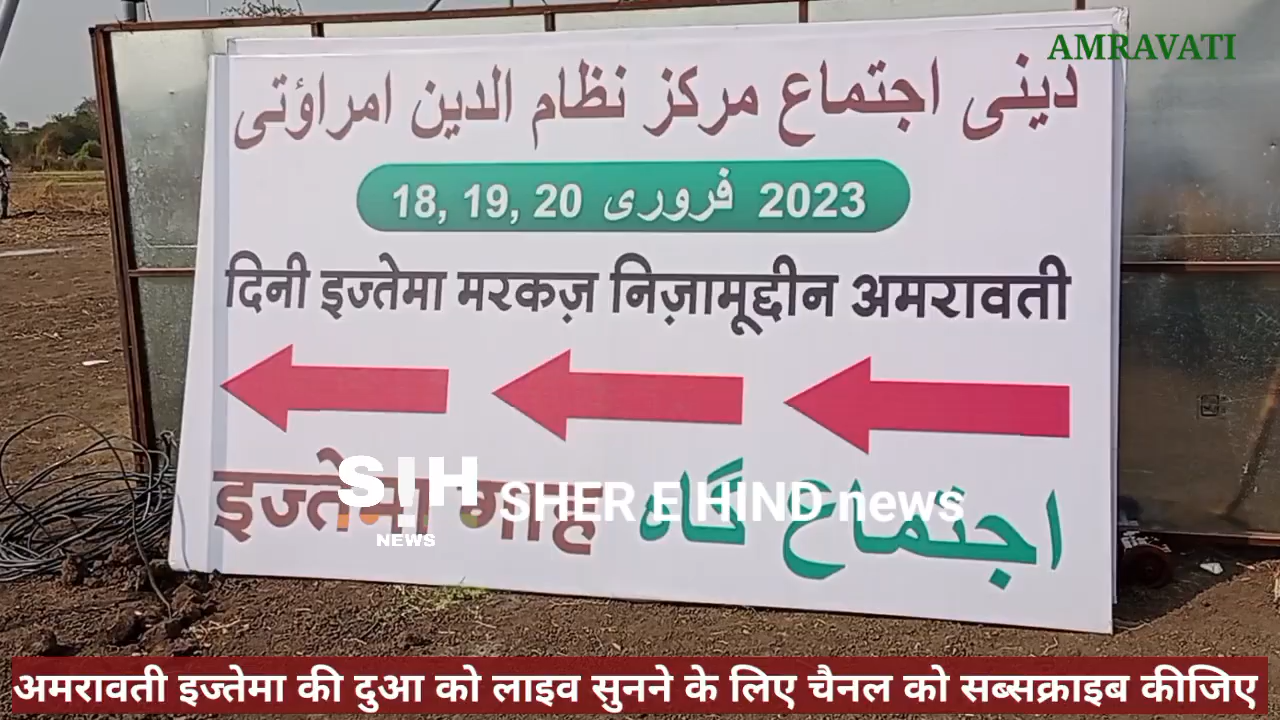 AMRAVATI
دینی اجتماع مرکز نظام الدین امراؤتی
18, 19, 20 فروری 2023
दिनी इज्तेमा मरकज़ निज़ामूद्दीन अमरावती
इज्तेमा गाह اجتماع گاہ
S!H NEWS
SHER E HIND news
अमरावती इज्तेमा की दुआ को लाइव सुनने के लिए चैनल को सब्सक्राइब कीजिए